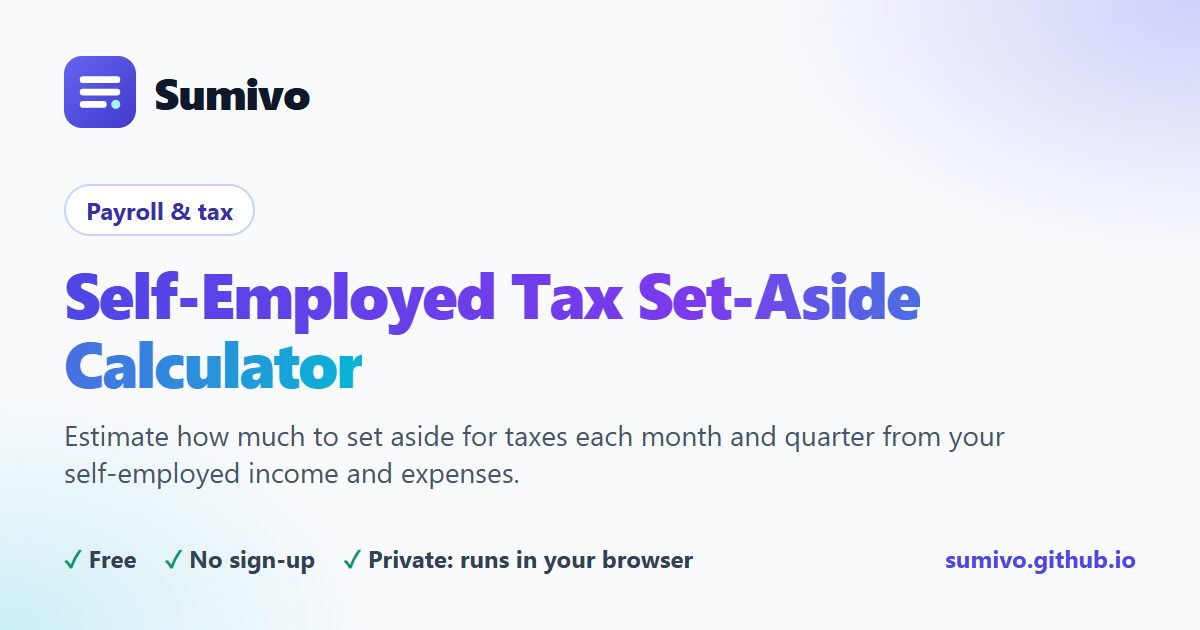 Sumivo
Payroll & tax
Self-Employed Tax Set-Aside
Calculator
Estimate how much to set aside for taxes each month and quarter from your
self-employed income and expenses.
✓ Free ✓ No sign-up ✓ Private: runs in your browser
sumivo.github.io